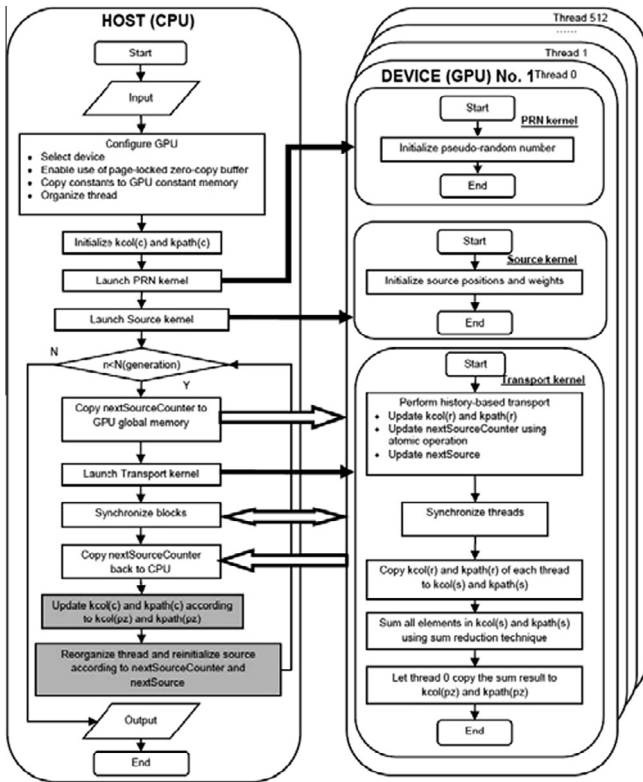 HOST (CPU)
Start
Input
Configure GPU
• Select device
• Enable use of page-locked zero-copy buffer
• Copy constants to GPU constant memory
• Organize thread
Initialize kcol(c) and kpath(c)
Launch PRN kernel
Launch Source kernel
N
n<N(generation)
Y
Copy nextSourceCounter to
GPU global memory
Launch Transport kernel
Synchronize blocks
Copy nextSourceCounter
back to CPU
Update kcol(c) and kpath(c) according
to kcol(pz) and kpath(pz)
Reorganize thread and reinitialize source
according to nextSourceCounter and
nextSource
Output
End
Thread 512
......
Thread 1
DEVICE (GPU) No. 1 Thread 0
Start
PRN kernel
Initialize pseudo-random number
End
Start
Source kernel
Initialize source positions and weights
End
Start
Transport kernel
Perform history-based transport
• Update kcol(r) and kpath(r)
• Update nextSourceCounter using
atomic operation
• Update nextSource
Synchronize threads
Copy kcol(r) and kpath(r) of each thread
to kcol(s) and kpath(s)
Sum all elements in kcol(s) and kpath(s)
using sum reduction technique
Let thread 0 copy the sum result to
kcol(pz) and kpath(pz)
End